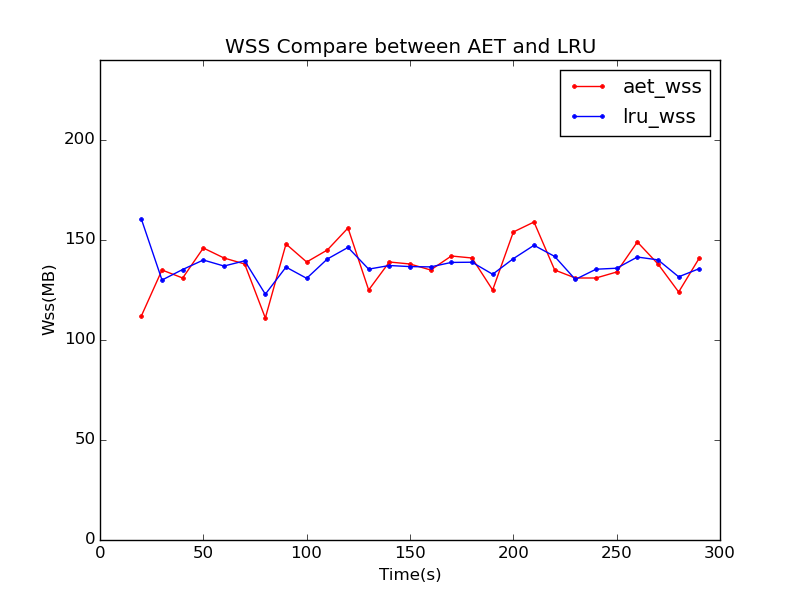 WSS Compare between AET and LRU
aet_wss
lru_wss
200
150
100
50
0
Wss(MB)
0 50 100 150 200 250 300
Time(s)